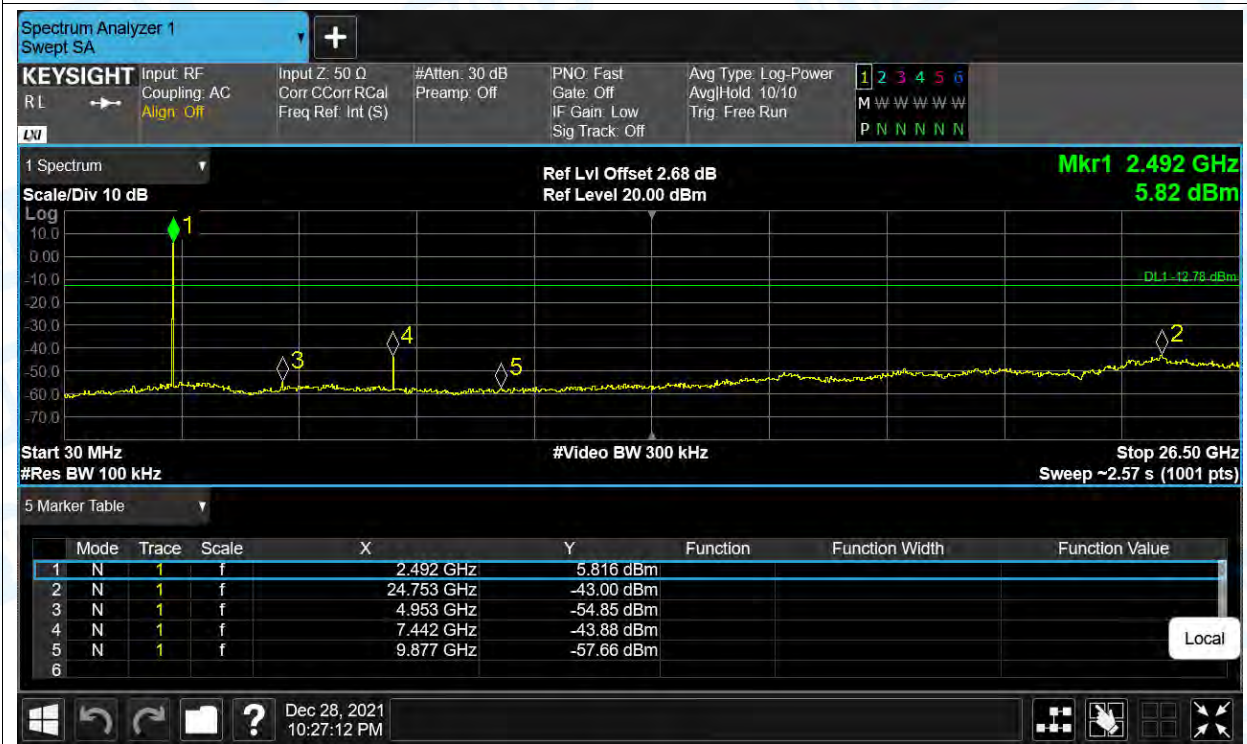 Spectrum Analyzer 1
Swept SA
KEYSIGHT
RL
LXI
Input: RF
Coupling: AC
Align: Off
Input Z: 50 Ω
Corr CCorr RCal
Freq Ref: Int (S)
#Atten: 30 dB
Preamp: Off
PNO: Fast
Gate: Off
IF Gain: Low
Sig Track: Off
Avg Type: Log-Power
Avg|Hold: 10/10
Trig: Free Run
1 2 3 4 5 6
M W W W W W
P N N N N N
1 Spectrum
Scale/Div 10 dB
Ref Lvl Offset 2.68 dB
Ref Level 20.00 dBm
Mkr1 2.492 GHz
5.82 dBm
Log
10.0
0.00
-10.0
-20.0
-30.0
-40.0
-50.0
-60.0
-70.0
1
3
4
5
2
DL1 -12.78 dBm
Start 30 MHz
#Video BW 300 kHz
Stop 26.50 GHz
#Res BW 100 kHz
Sweep ~2.57 s (1001 pts)
5 Marker Table
Mode Trace Scale X Y Function Function Width Function Value
1 N 1 f 2.492 GHz 5.816 dBm
2 N 1 f 24.753 GHz -43.00 dBm
3 N 1 f 4.953 GHz -54.85 dBm
4 N 1 f 7.442 GHz -43.88 dBm
5 N 1 f 9.877 GHz -57.66 dBm
6
Local
?
Dec 28, 2021
10:27:12 PM